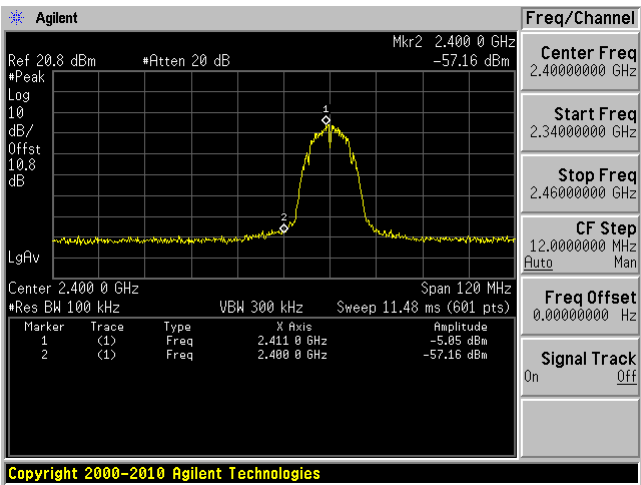 Agilent
Freq/Channel
Mkr2 2.400 0 GHz
Ref 20.8 dBm #Atten 20 dB -57.16 dBm
#Peak
Log
10
dB/
Offst
10.8
dB
LgAv
1
2
Center 2.400 0 GHz Span 120 MHz
#Res BW 100 kHz VBW 300 kHz Sweep 11.48 ms (601 pts)
Marker Trace Type X Axis Amplitude
1 (1) Freq 2.411 0 GHz -5.05 dBm
2 (1) Freq 2.400 0 GHz -57.16 dBm
Center Freq
2.40000000 GHz
Start Freq
2.34000000 GHz
Stop Freq
2.46000000 GHz
CF Step
12.0000000 MHz
Auto Man
Freq Offset
0.00000000 Hz
Signal Track
On Off
Copyright 2000-2010 Agilent Technologies